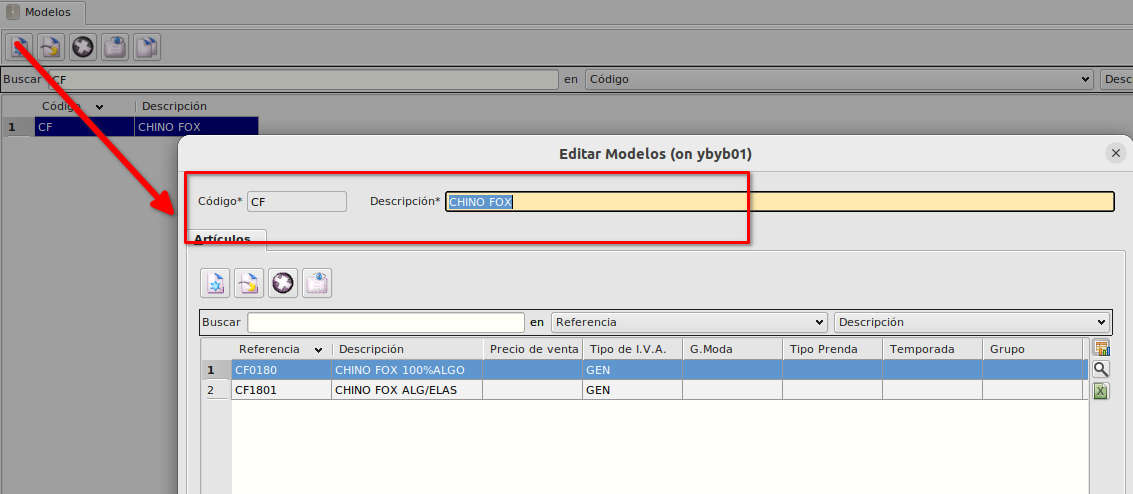 Modelos
Buscar CF en Código Desc
Código Descripción
1 CF CHINO FOX
Editar Modelos (on ybyb01)
Código* CF Descripción* CHINO FOX
Artículos
Buscar en Referencia Descripción
Referencia Descripción Precio de venta Tipo de I.V.A. G.Moda Tipo Prenda Temporada Grupo
1 CF0180 CHINO FOX 100%ALGO GEN
2 CF1801 CHINO FOX ALG/ELAS GEN